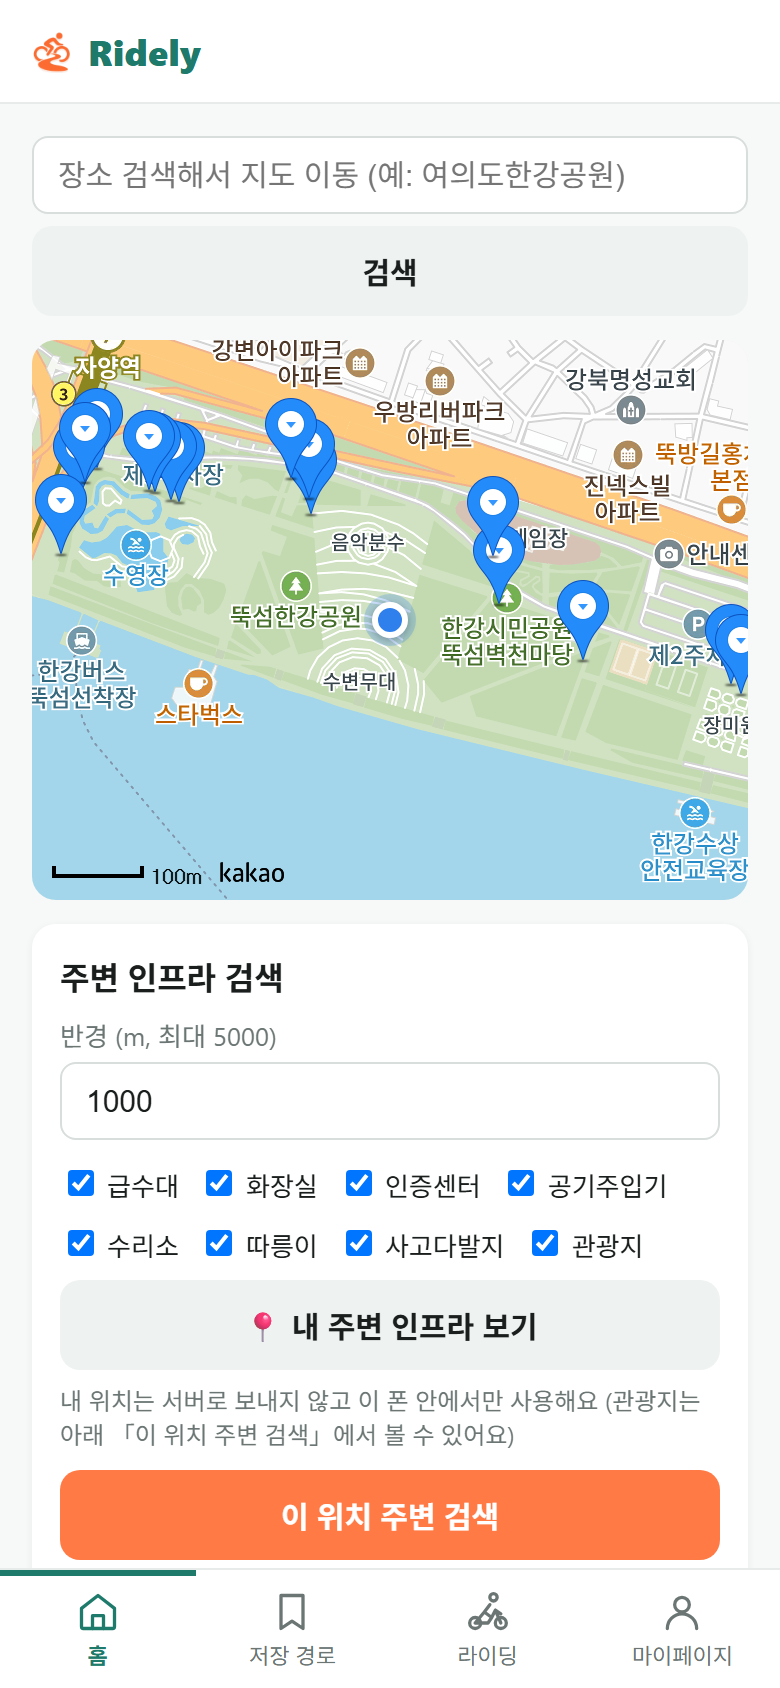 Ridely
장소 검색해서 지도 이동 (예: 여의도한강공원)
검색
자양역
3
강변아이파크
아파트
우방리버파크
아파트
강북명성교회
진넥스빌
아파트
뚝방길홍
본점
안내센
음악분수
수영장
뚝섬한강공원
한강시민공원
뚝섬벽천마당
P
제2주차
한강버스
뚝섬선착장
스타벅스
수변무대
장미원
한강수상
안전교육장
100m kakao
주변 인프라 검색
반경 (m, 최대 5000)
1000
급수대 화장실 인증센터 공기주입기
수리소 따릉이 사고다발지 관광지
내 주변 인프라 보기
내 위치는 서버로 보내지 않고 이 폰 안에서만 사용해요 (관광지는
아래 「이 위치 주변 검색」에서 볼 수 있어요)
이 위치 주변 검색
홈 저장 경로 라이딩 마이페이지